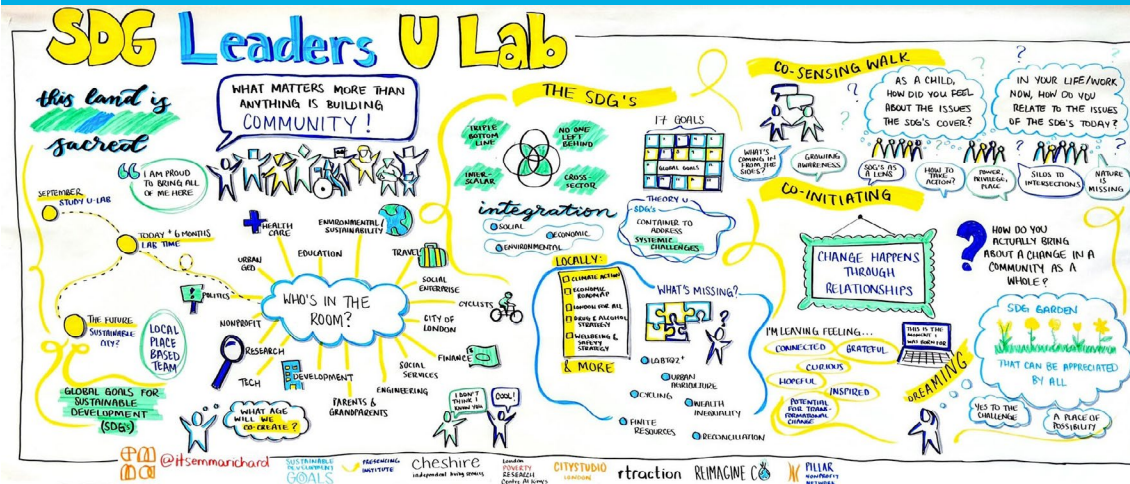 SDG Leaders U Lab
this land is
sacred
WHAT MATTERS MORE THAN
ANYTHING IS BUILDING
COMMUNITY!
I AM PROUD
TO BRING ALL
OF ME HERE
SEPTEMBER
STUDY U-LAB
TODAY + 6 MONTHS
LAB TIME
THE FUTURE
SUSTAINABLE
CITY?
LOCAL
PLACE
BASED
TEAM
GLOBAL GOALS FOR
SUSTAINABLE
DEVELOPMENT
(SDG's)
WHO'S IN THE
ROOM?
HEALTH
CARE
EDUCATION
ENVIRONMENTAL/
SUSTAINABILITY
TRAVEL
SOCIAL
ENTERPRISE
CYCLISTS
CITY OF
LONDON
FINANCE
SOCIAL
SERVICES
ENGINEERING
PARENTS &
GRANDPARENTS
DEVELOPMENT
TECH
RESEARCH
NONPROFIT
POLITICS
URBAN
GED
WHAT AGE
WILL WE
CO-CREATE?
I DON'T
THINK I
KNOW YOU
COOL!
THE SDG'S
TRIPLE
BOTTOM
LINE
NO ONE
LEFT
BEHIND
INTER-
SCALAR
CROSS-
SECTOR
17 GOALS
GLOBAL GOALS
integration
SOCIAL
ECONOMIC
ENVIRONMENTAL
THEORY U
SDG's
CONTAINER TO
ADDRESS
SYSTEMIC
CHALLENGES
LOCALLY:
CLIMATE ACTION
ECONOMIC
ROADMAP
LONDON FOR ALL
DRUG & ALCOHOL
STRATEGY
WELLBEING &
SAFETY
STRATEGY
& MORE
WHAT'S MISSING?
LGBTQ2+
URBAN
AGRICULTURE
CYCLING
WEALTH
INEQUALITY
FINITE
RESOURCES
RECONCILIATION
CO-SENSING WALK
AS A CHILD,
HOW DID YOU FEEL
ABOUT THE ISSUES
THE SDG'S COVER?
IN YOUR LIFE/WORK
NOW, HOW DO YOU
RELATE TO THE ISSUES
OF THE SDG'S TODAY?
WHAT'S
COMING IN
FROM THE
SIDES?
GROWING
AWARENESS
SDG'S AS
A LENS
HOW TO
TAKE
ACTION?
POWER,
PRIVILEGE,
PLACE
SILOS TO
INTERSECTIONS
NATURE
IS
MISSING
CO-INITIATING
CHANGE HAPPENS
THROUGH
RELATIONSHIPS
HOW DO YOU
ACTUALLY BRING
ABOUT A CHANGE IN A
COMMUNITY AS A
WHOLE?
I'M LEAVING FEELING...
CONNECTED
GRATEFUL
CURIOUS
HOPEFUL
INSPIRED
POTENTIAL
FOR TRANS-
FORMATIONAL
CHANGE
THIS IS THE
MOMENT I
WAS BORN FOR
DREAMING
SDG GARDEN
THAT CAN BE APPRECIATED
BY ALL
YES TO THE
CHALLENGE
A PLACE OF
POSSIBILITY
@itsemmarichard
SUSTAINABLE
DEVELOPMENT
GOALS
PRESENCING
INSTITUTE
cheshire
independent living services
London
POVERTY
RESEARCH
Centre At King's
CITYSTUDIO
LONDON
rtraction
REIMAGINE CO
PILLAR
NONPROFIT
NETWORK